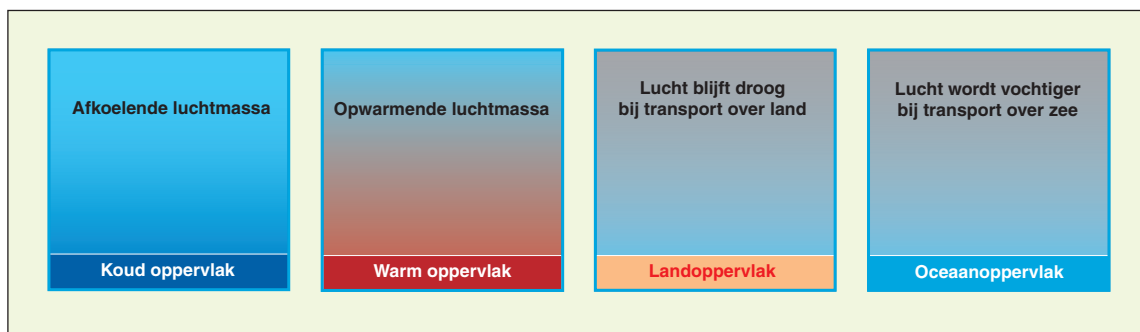 Afkoelende luchtmassa
Koud oppervlak
Opwarmende luchtmassa
Warm oppervlak
Lucht blijft droog
bij transport over land
Landoppervlak
Lucht wordt vochtiger
bij transport over zee
Oceaanoppervlak